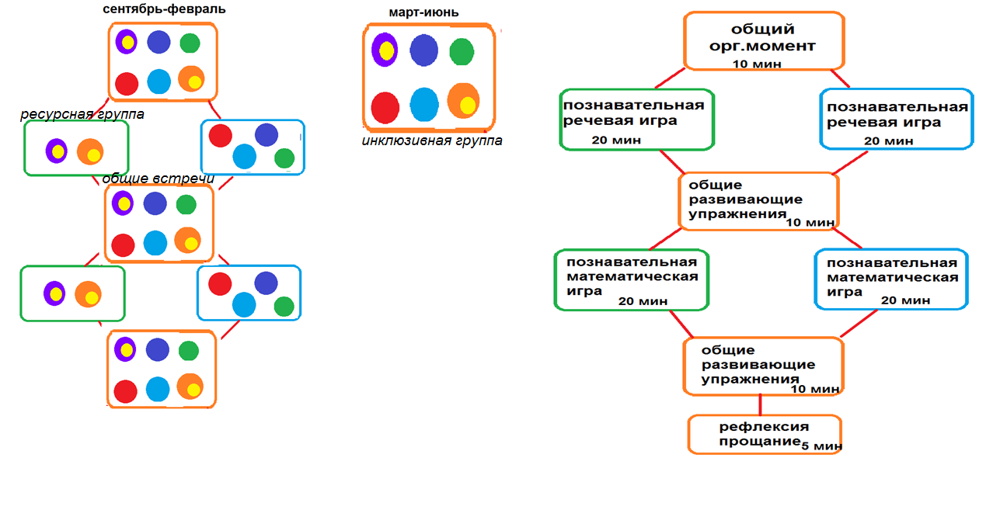 сентябрь-февраль
ресурсная группа
общие встречи
март-июнь
инклюзивная группа
общий
орг.момент
10 мин
познавательная
речевая игра
20 мин
познавательная
речевая игра
20 мин
общие
развивающие
упражнения
10 мин
познавательная
математическая
игра
20 мин
познавательная
математическая
игра
20 мин
общие
развивающие
упражнения
10 мин
рефлексия
прощание
5 мин